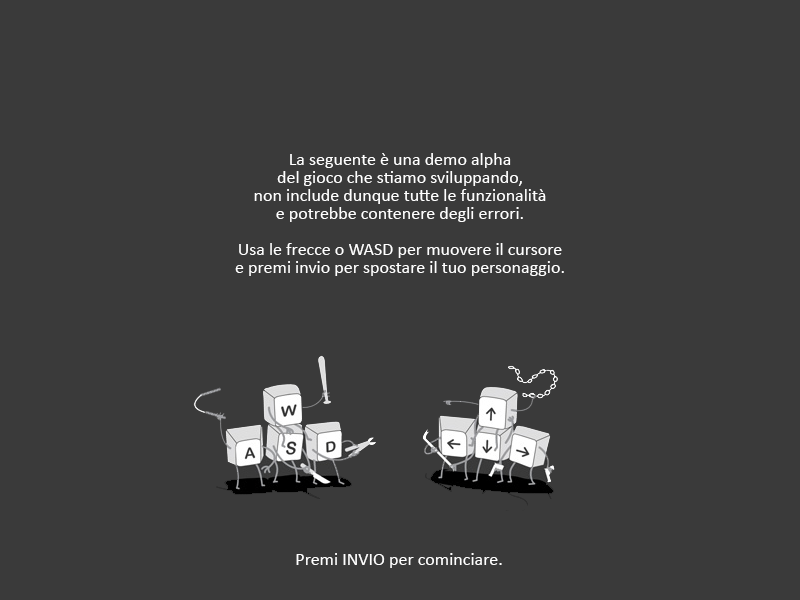 La seguente è una demo alpha
del gioco che stiamo sviluppando,
non include dunque tutte le funzionalità
e potrebbe contenere degli errori.
Usa le frecce o WASD per muovere il cursore
e premi invio per spostare il tuo personaggio.
W
A S D
↑
← ↓ →
Premi INVIO per cominciare.